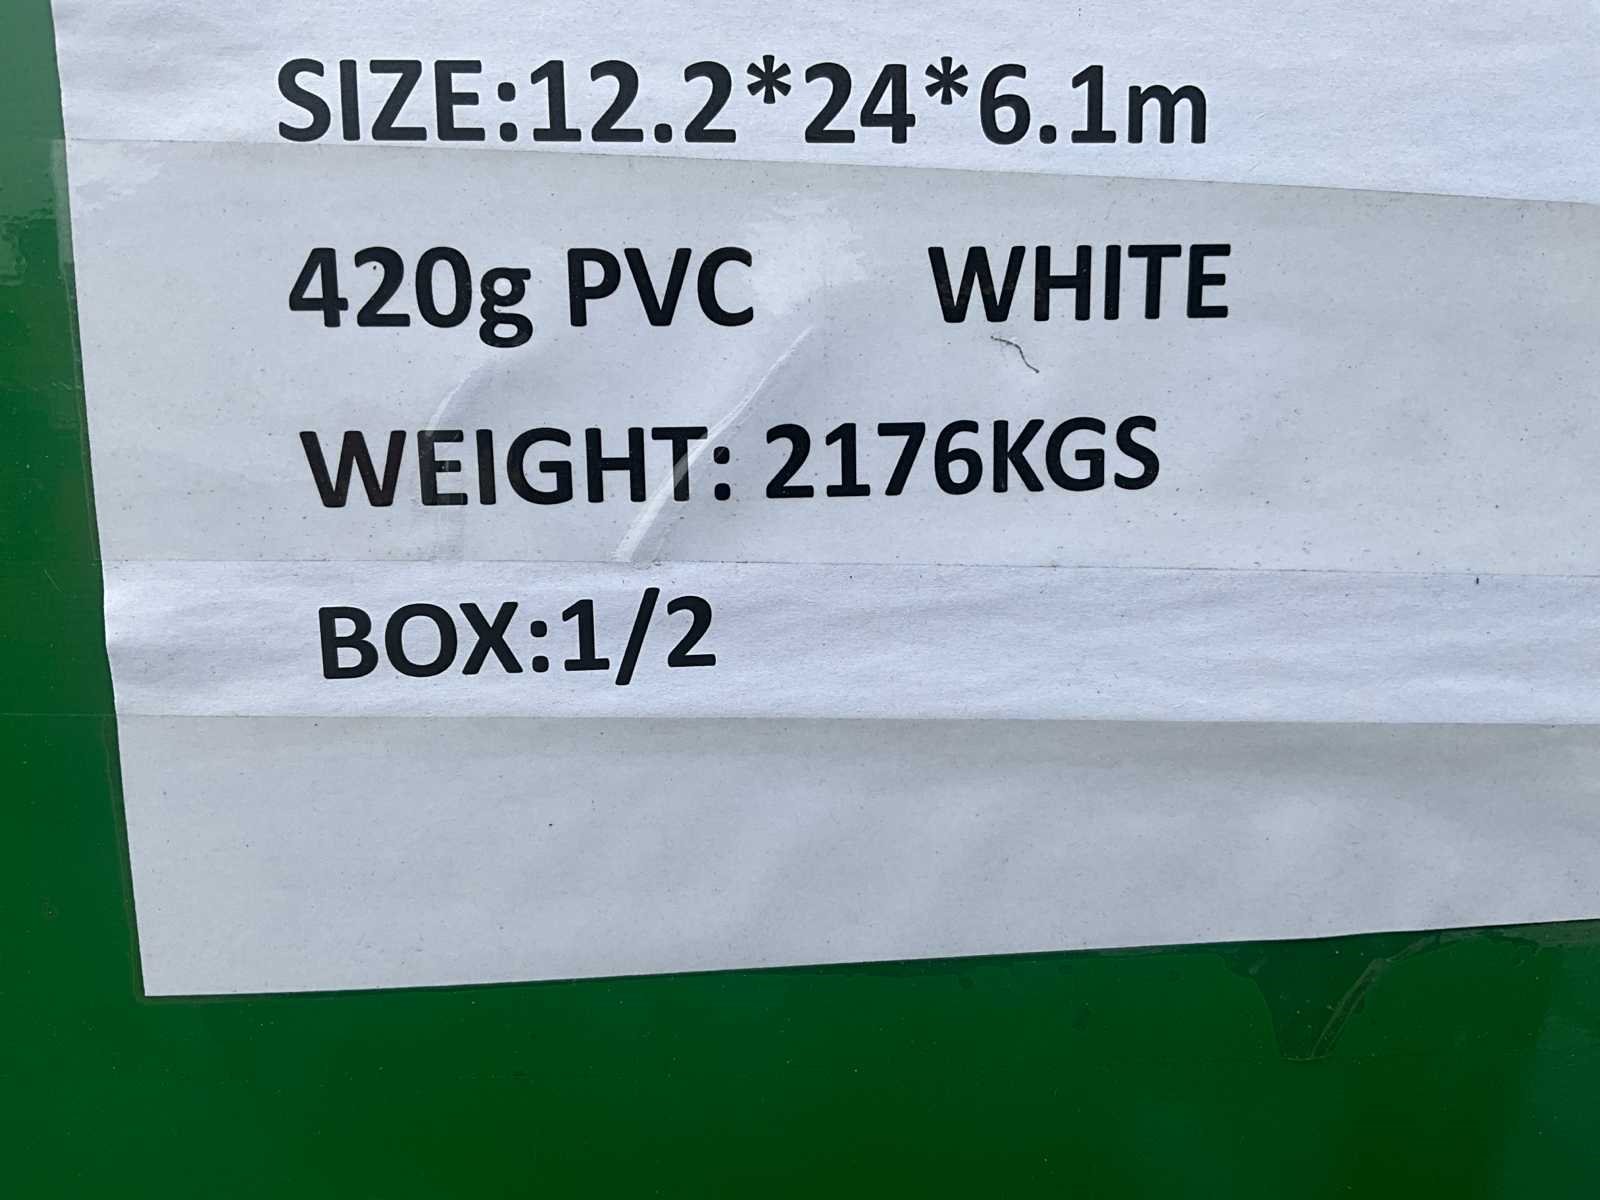 SIZE:12.2*24*6.1m
420g PVC WHITE
WEIGHT: 2176KGS
BOX:1/2